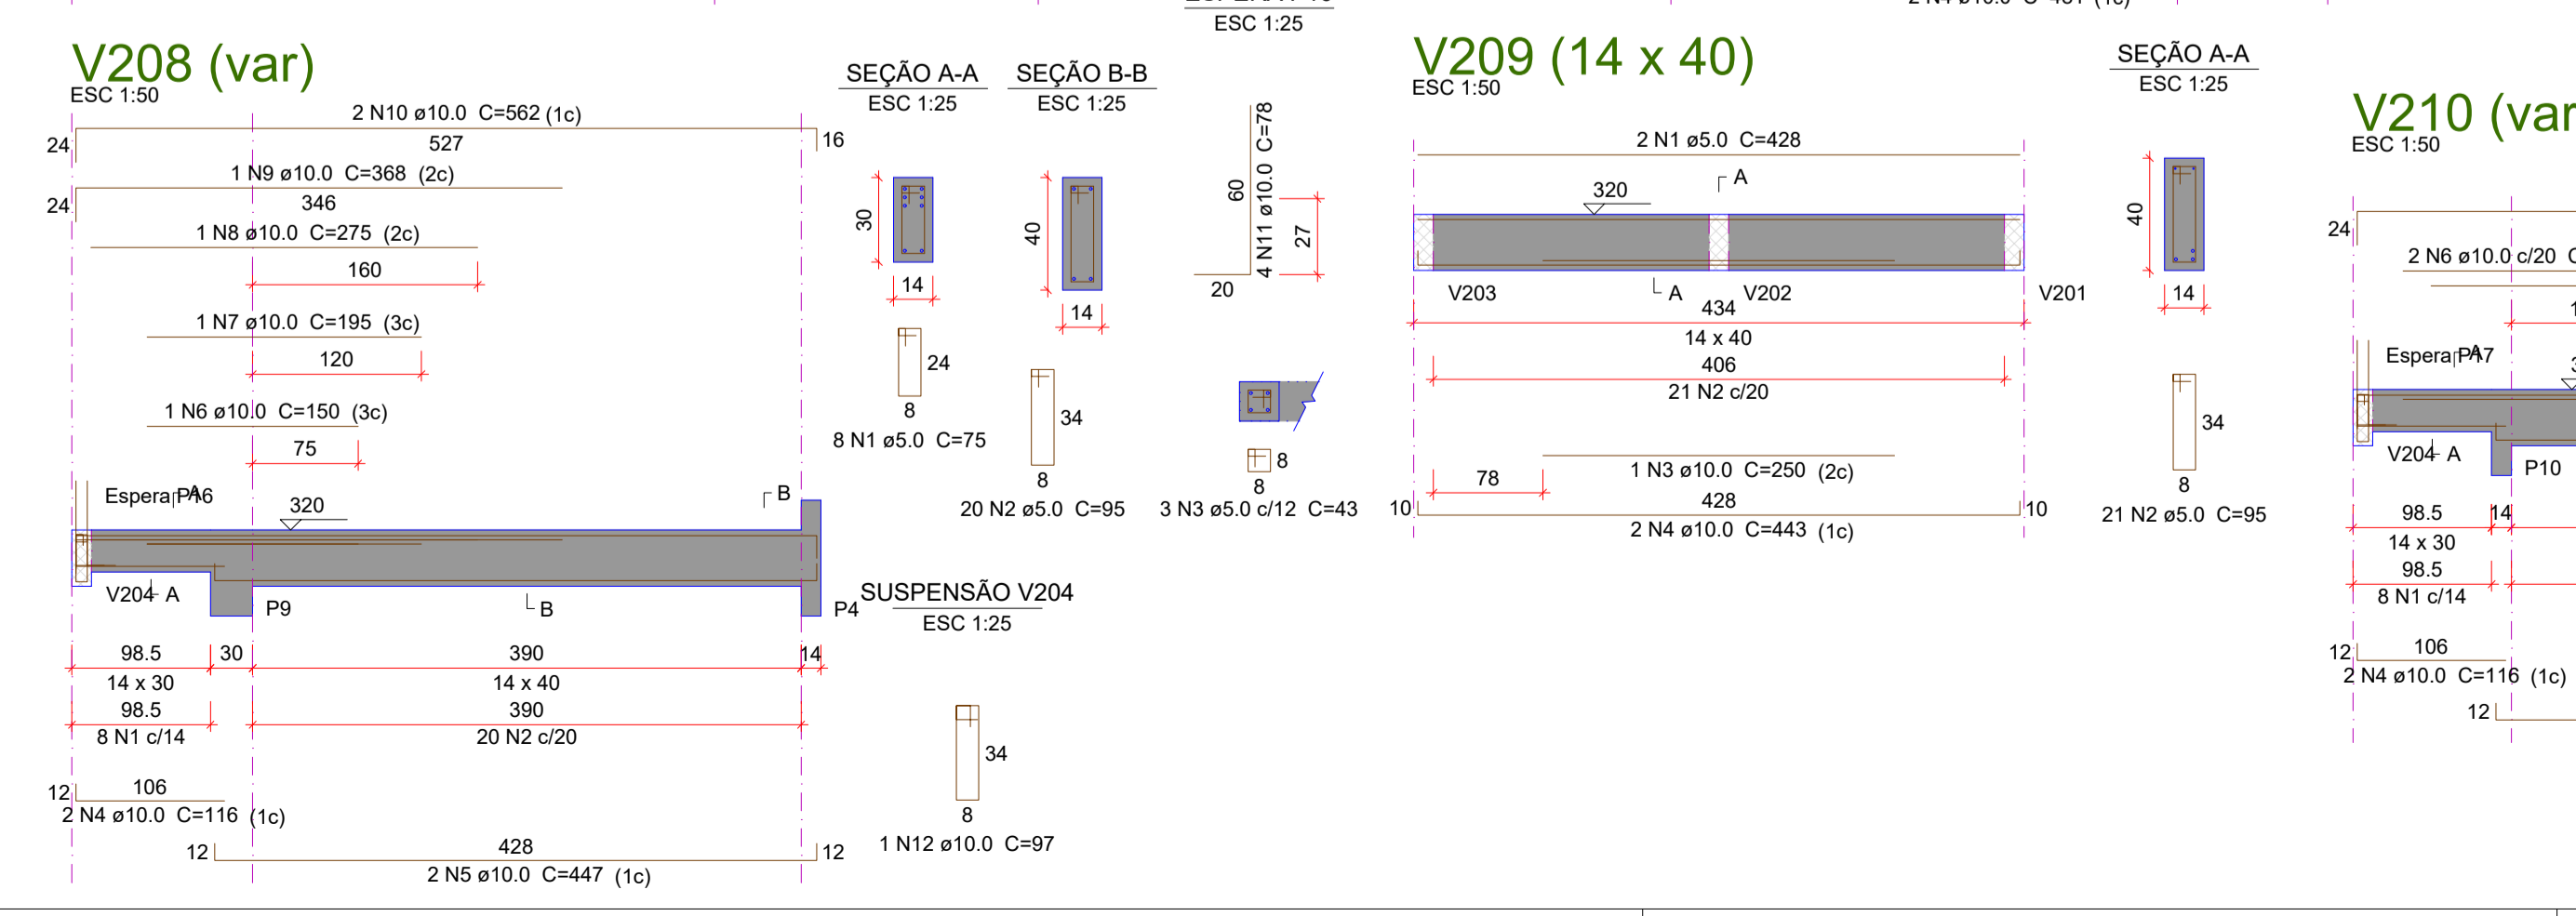 ESC 1:25
V208 (var)
ESC 1:50
2 N10 ø10.0 C=562 (1c)
24
527
16
1 N9 ø10.0 C=368 (2c)
24
346
1 N8 ø10.0 C=275 (2c)
160
1 N7 ø10.0 C=195 (3c)
120
1 N6 ø10.0 C=150 (3c)
75
Espera P16
A
320
B
V204
A
P9
B
P4
98.5
30
390
14
14 x 30
14 x 40
98.5
390
8 N1 c/14
20 N2 c/20
12
106
2 N4 ø10.0 C=116 (1c)
12
428
12
2 N5 ø10.0 C=447 (1c)
SEÇÃO A-A
ESC 1:25
30
14
24
8
8 N1 ø5.0 C=75
SEÇÃO B-B
ESC 1:25
40
14
34
8
20 N2 ø5.0 C=95
SUSPENSÃO V204
ESC 1:25
34
8
1 N12 ø10.0 C=97
60
4 N11 ø10.0 C=78
27
20
8
8
3 N3 ø5.0 c/12 C=43
V209 (14 x 40)
ESC 1:50
2 N1 ø5.0 C=428
A
320
V203
A
V202
V201
434
14 x 40
406
21 N2 c/20
1 N3 ø10.0 C=250 (2c)
78
10
428
10
2 N4 ø10.0 C=443 (1c)
SEÇÃO A-A
ESC 1:25
40
14
34
8
21 N2 ø5.0 C=95
V210 (var
ESC 1:50
24
2 N6 ø10.0 c/20
Espera P17
A
V204
A
P10
98.5
14
14 x 30
98.5
8 N1 c/14
12
106
2 N4 ø10.0 C=116 (1c)
12